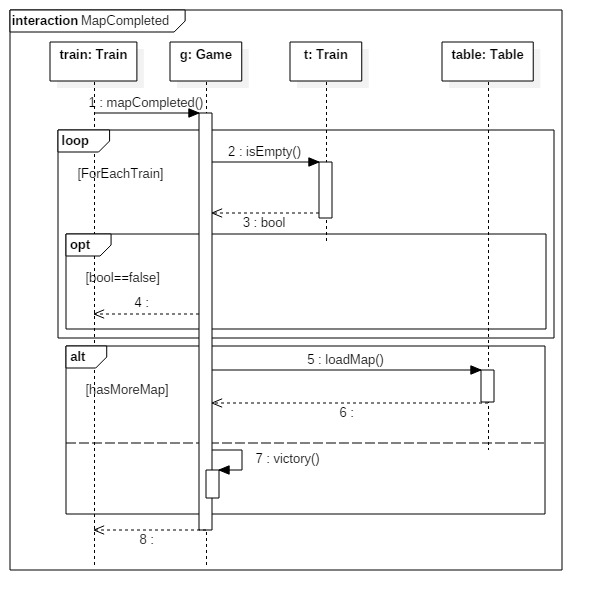 interaction MapCompleted
train: Train
g: Game
t: Train
table: Table
1 : mapCompleted()
loop
2 : isEmpty()
[ForEachTrain]
3 : bool
opt
[bool==false]
4 :
alt
5 : loadMap()
[hasMoreMap]
6 :
7 : victory()
8 :